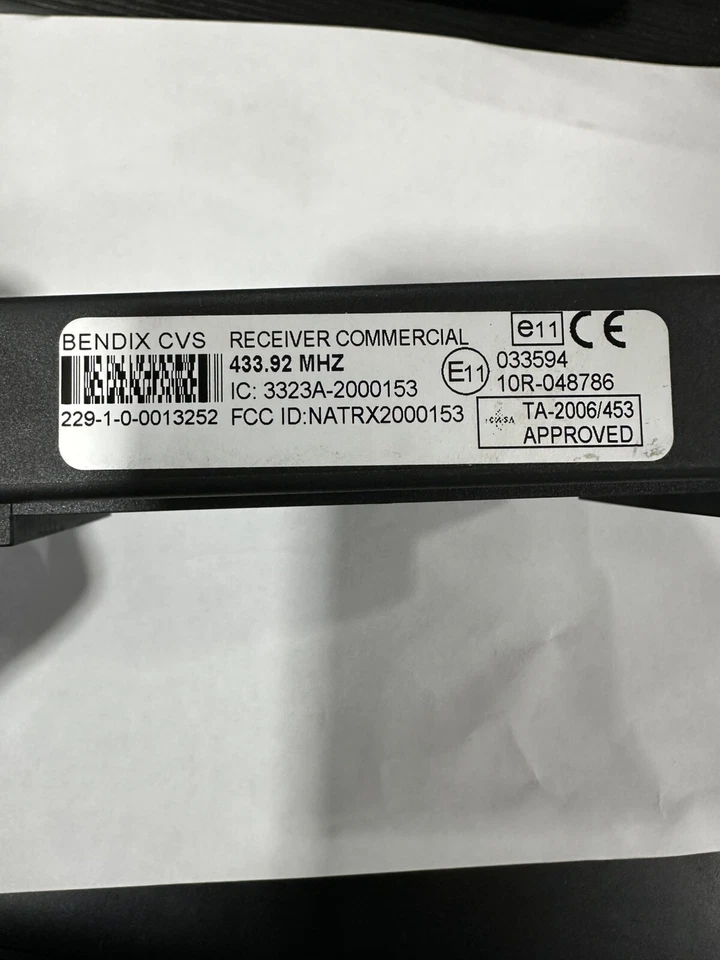 BENDIX CVS
229-1-0-0013252
RECEIVER COMMERCIAL
433.92 MHZ
IC: 3323A-2000153
FCC ID:NATRX2000153
e11 CE
E11
033594
10R-048786
ICASA
TA-2006/453
APPROVED